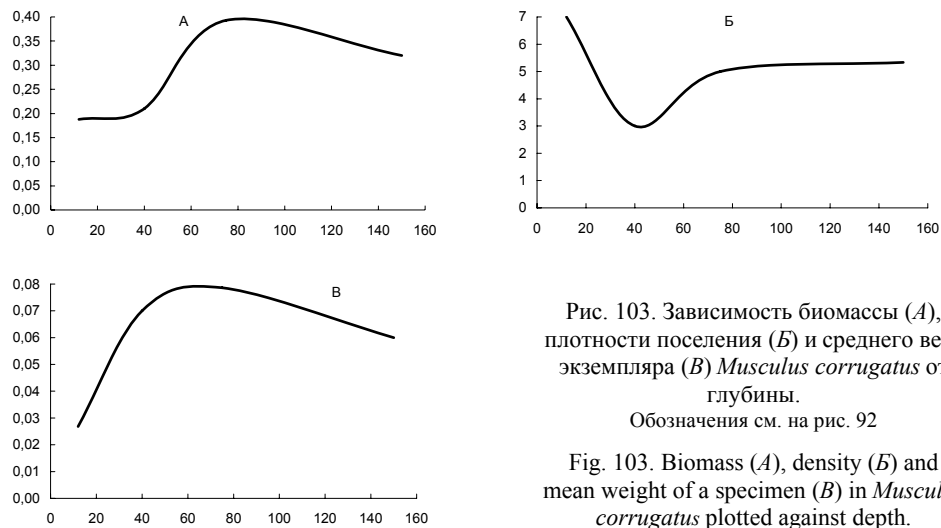 А
0,40
0,35
0,30
0,25
0,20
0,15
0,10
0,05
0,00
0 20 40 60 80 100 120 140 160
Б
7
6
5
4
3
2
1
0
0 20 40 60 80 100 120 140 160
В
0,08
0,07
0,06
0,05
0,04
0,03
0,02
0,01
0,00
0 20 40 60 80 100 120 140 160
Рис. 103. Зависимость биомассы (А),
плотности поселения (Б) и среднего ве
экземпляра (В) Musculus corrugatus от
глубины.
Обозначения см. на рис. 92
Fig. 103. Biomass (А), density (Б) and
mean weight of a specimen (В) in Muscul
corrugatus plotted against depth.